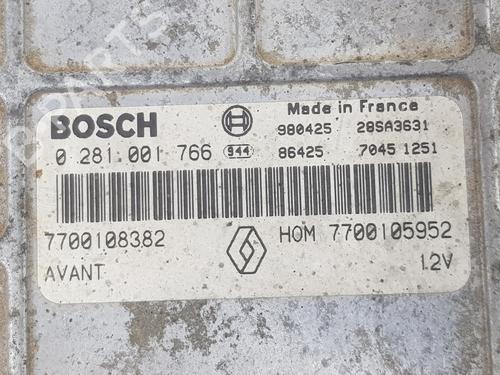 BOSCH
Made in France
980425 28SA3631
0 281 001 766 944 86425 7045 1251
7700108382
HOM 7700105952
AVANT
12V
B-PARTS